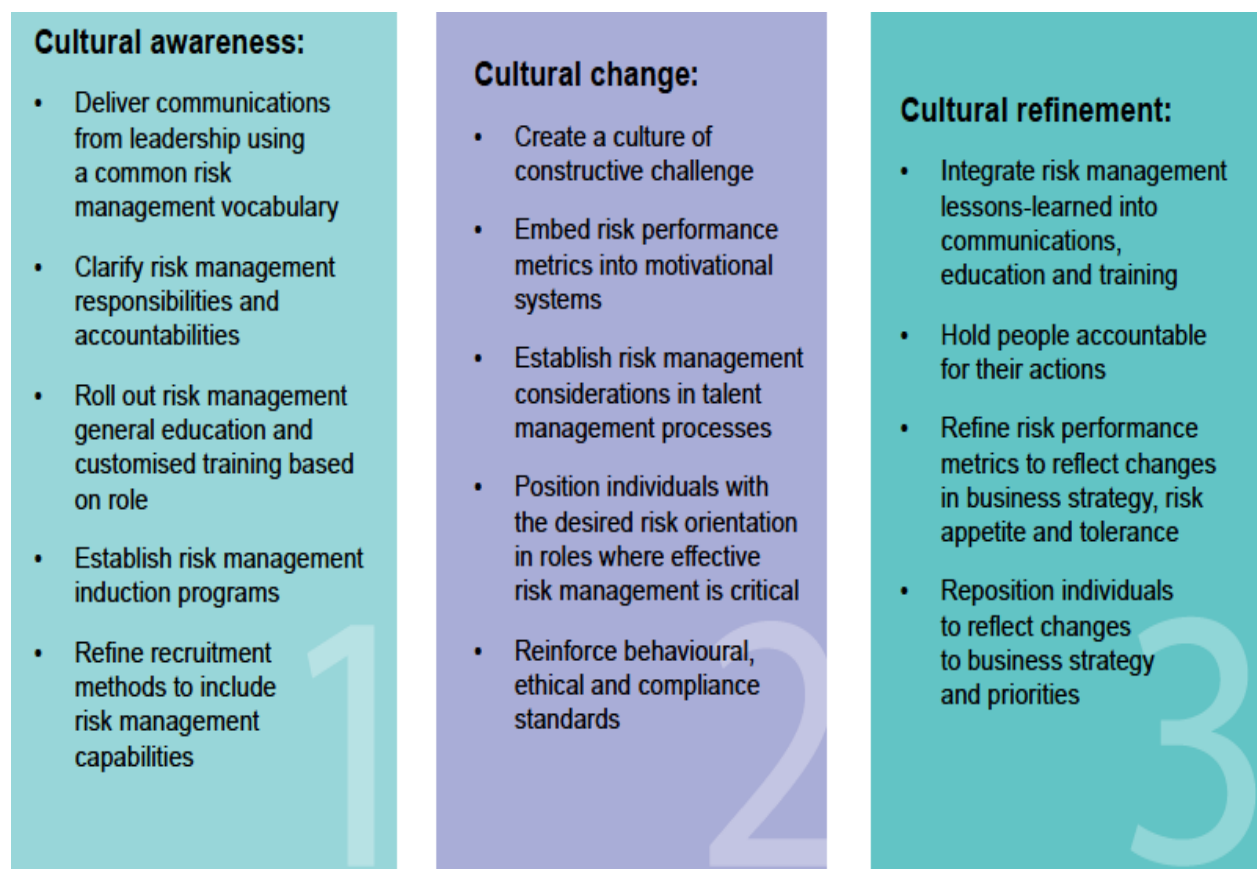 Cultural awareness:
• Deliver communications
from leadership using
a common risk
management vocabulary
• Clarify risk management
responsibilities and
accountabilities
• Roll out risk management
general education and
customised training based
on role
• Establish risk management
induction programs
• Refine recruitment
methods to include
risk management
capabilities
1
Cultural change:
• Create a culture of
constructive challenge
• Embed risk performance
metrics into motivational
systems
• Establish risk management
considerations in talent
management processes
• Position individuals with
the desired risk orientation
in roles where effective
risk management is critical
• Reinforce behavioural,
ethical and compliance
standards
2
Cultural refinement:
• Integrate risk management
lessons-learned into
communications,
education and training
• Hold people accountable
for their actions
• Refine risk performance
metrics to reflect changes
in business strategy, risk
appetite and tolerance
• Reposition individuals
to reflect changes
to business strategy
and priorities
3